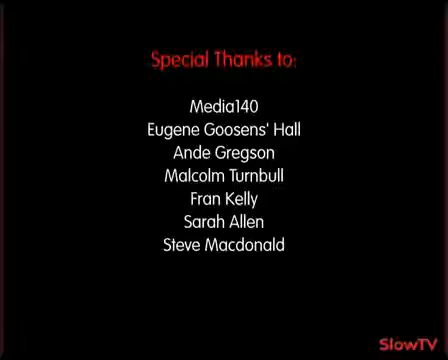 Special Thanks to:
Media140
Eugene Goosens' Hall
Ande Gregson
Malcolm Turnbull
Fran Kelly
Sarah Allen
Steve Macdonald
SlowTV